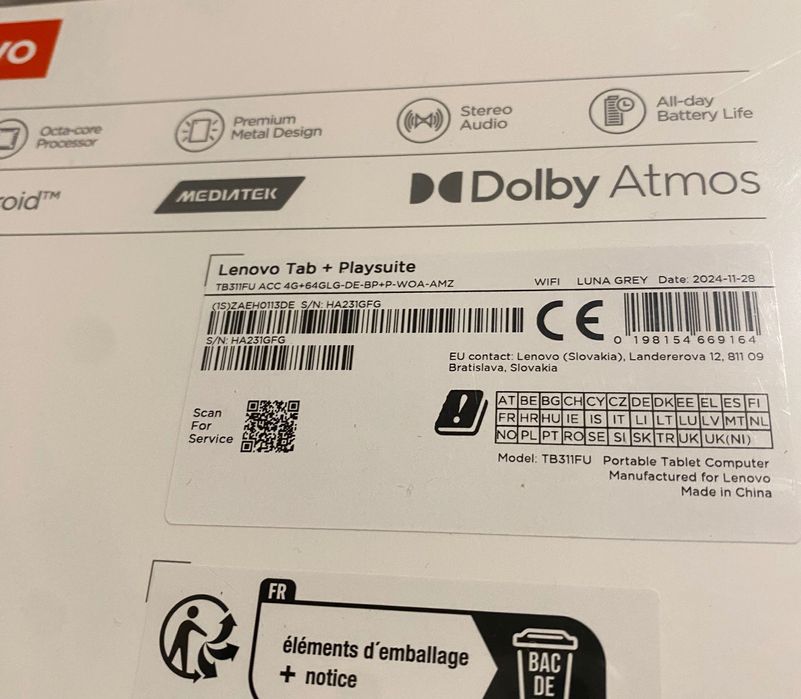 Octa-core
Processor
Premium
Metal Design
Stereo
Audio
All-day
Battery Life
MEDIATEK
Dolby Atmos
Lenovo Tab + Playsuite
TB311FU ACC 4G+64GLG-DE-BP+P-WOA-AMZ WIFI LUNA GREY Date: 2024-11-28
(1S)ZAEH0113DE S/N: HA231GFG
CE
0 198154 669164
S/N: HA231GFG
EU contact: Lenovo (Slovakia), Landererova 12, 811 09
Bratislava, Slovakia
Scan
For
Service
AT BE BG CH CY CZ DE DK EE EL ES FI
FR HR HU IE IS IT LI LT LU LV MT NL
NO PL PT RO SE SI SK TR UK UK(NI)
Model: TB311FU Portable Tablet Computer
Manufactured for Lenovo
Made in China
FR
éléments d'emballage
+ notice
BAC
DE